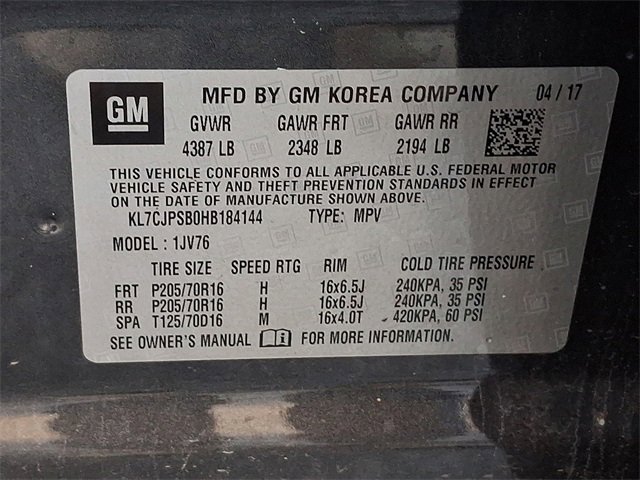 GM MFD BY GM KOREA COMPANY 04/17
GVWR GAWR FRT GAWR RR
4387 LB 2348 LB 2194 LB
THIS VEHICLE CONFORMS TO ALL APPLICABLE U.S. FEDERAL MOTOR
VEHICLE SAFETY AND THEFT PREVENTION STANDARDS IN EFFECT
ON THE DATE OF MANUFACTURE SHOWN ABOVE.
KL7CJPSB0HB184144 TYPE: MPV
MODEL: 1JV76
TIRE SIZE SPEED RTG RIM COLD TIRE PRESSURE
FRT P205/70R16 H 16x6.5J 240KPA, 35 PSI
RR P205/70R16 H 16x6.5J 240KPA, 35 PSI
SPA T125/70D16 M 16x4.0T 420KPA, 60 PSI
SEE OWNER'S MANUAL FOR MORE INFORMATION.